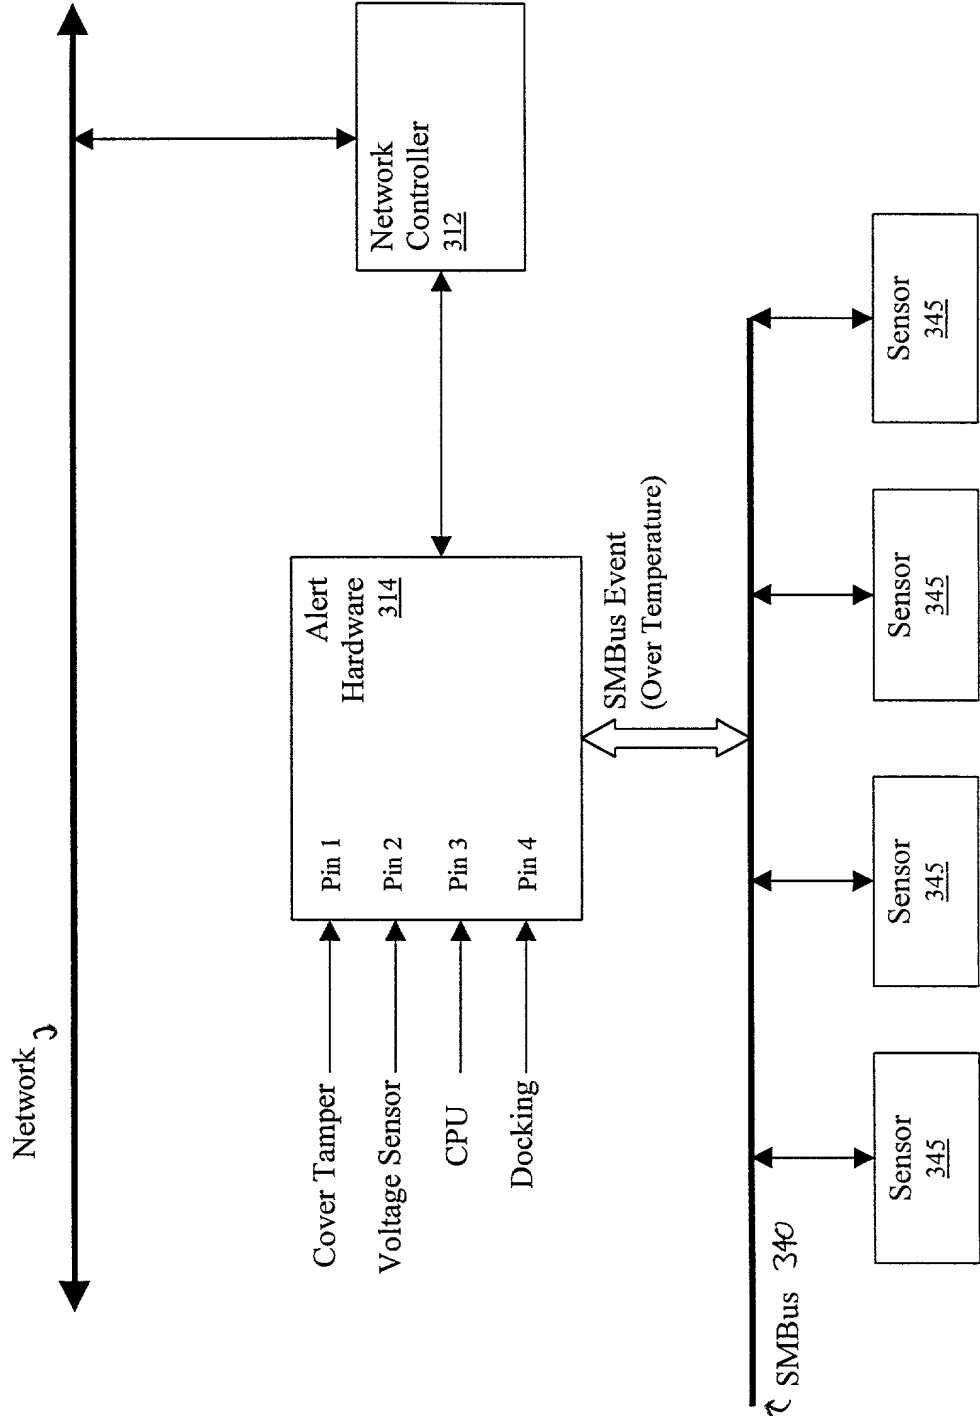 Network
Network
Controller
312
Alert
Hardware
314
Pin 1
Pin 2
Pin 3
Pin 4
Cover Tamper
Voltage Sensor
CPU
Docking
SMBus Event
(Over Temperature)
SMBus 340
Sensor
345
Sensor
345
Sensor
345
Sensor
345